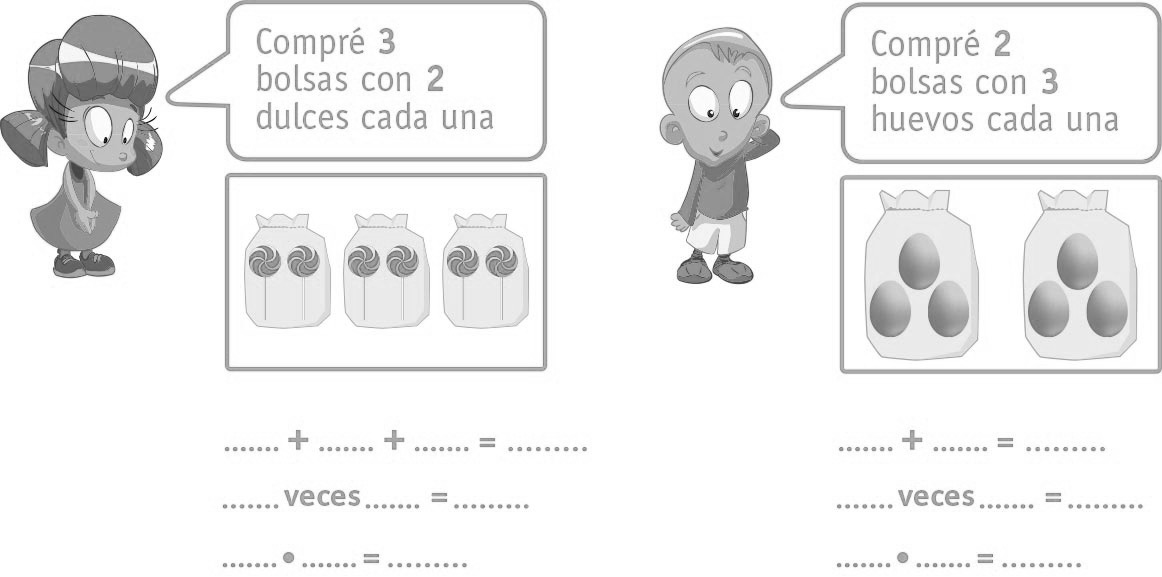 Compré 3
bolsas con 2
dulces cada una
Compré 2
bolsas con 3
huevos cada una
....... + ....... + ....... = .........
....... veces ....... = .........
....... • ....... = .........
....... + ....... = .........
....... veces ....... = .........
....... • ....... = .........